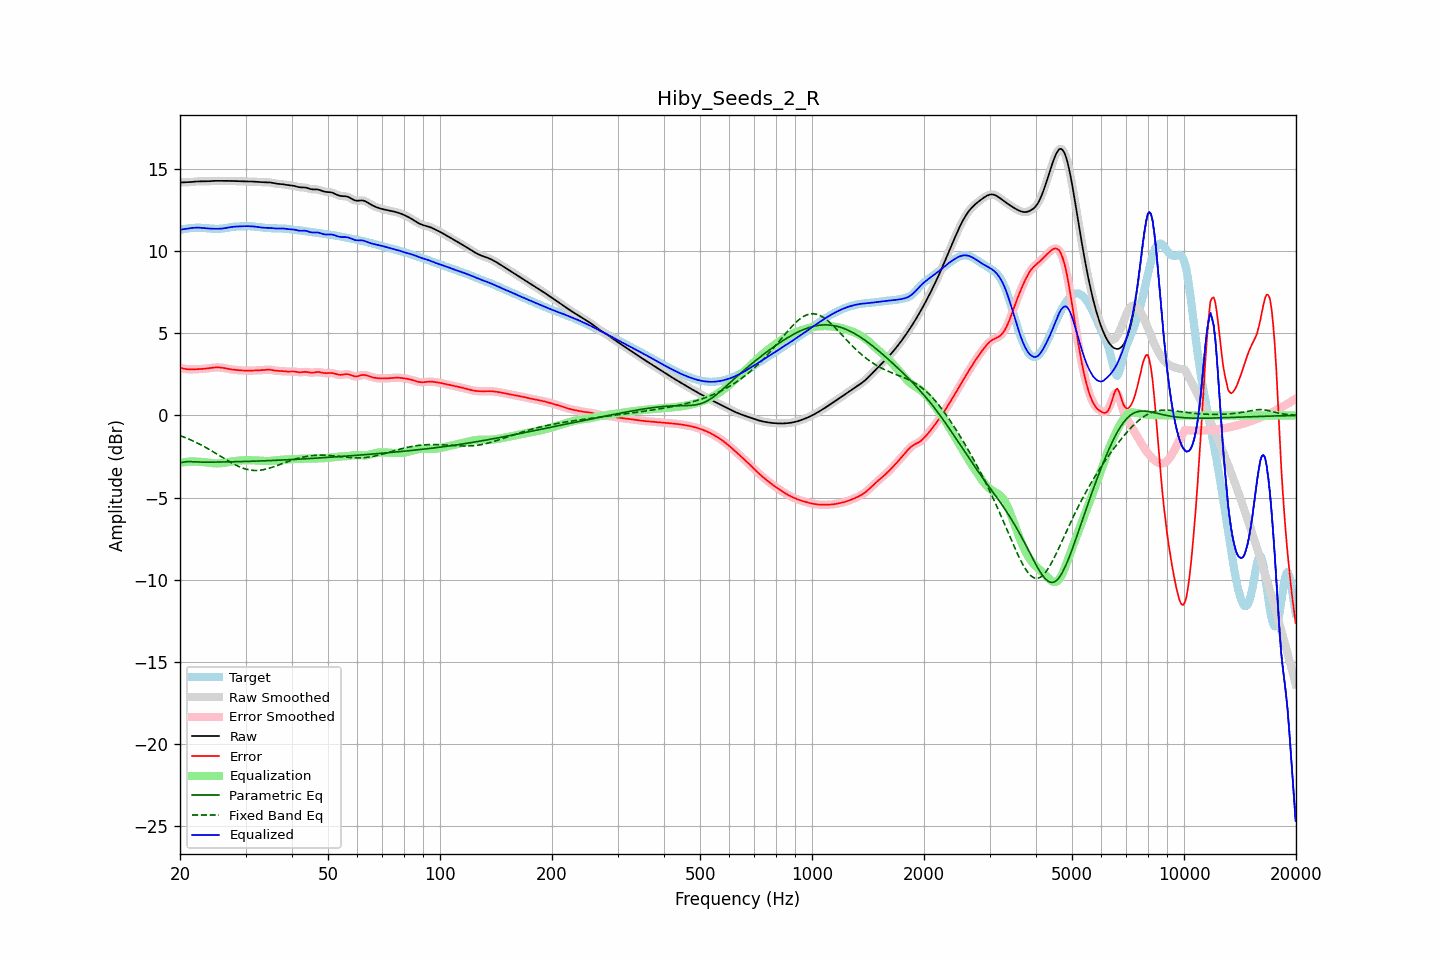 Hiby_Seeds_2_R
15
10
5
0
−5
−10
−15
−20
−25
Amplitude (dBr)
Target
Raw Smoothed
Error Smoothed
Raw
Error
Equalization
Parametric Eq
Fixed Band Eq
Equalized
20 50 100 200 500 1000 2000 5000 10000 20000
Frequency (Hz)